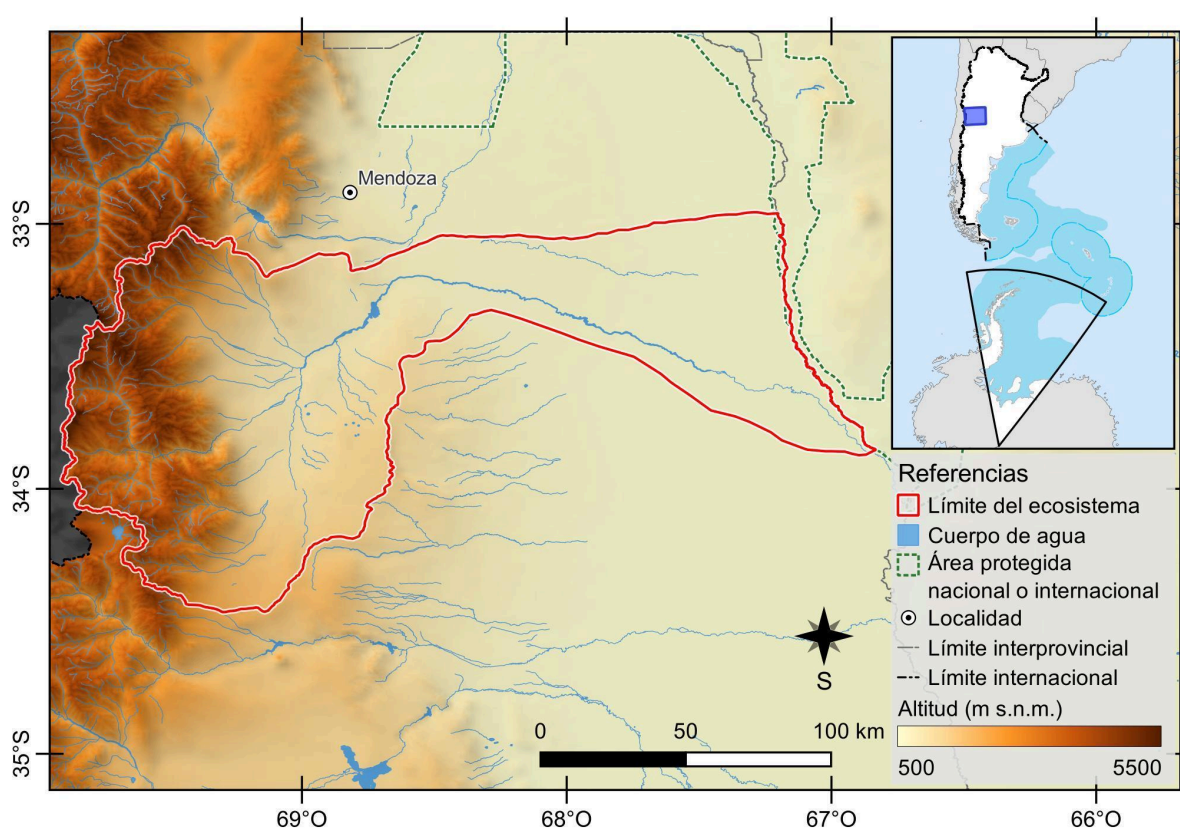 Mendoza
33°S
34°S
35°S
69°O
68°O
67°O
66°O
S
0 50 100 km
Referencias
Límite del ecosistema
Cuerpo de agua
Área protegida
nacional o internacional
Localidad
Límite interprovincial
Límite internacional
Altitud (m s.n.m.)
500 5500